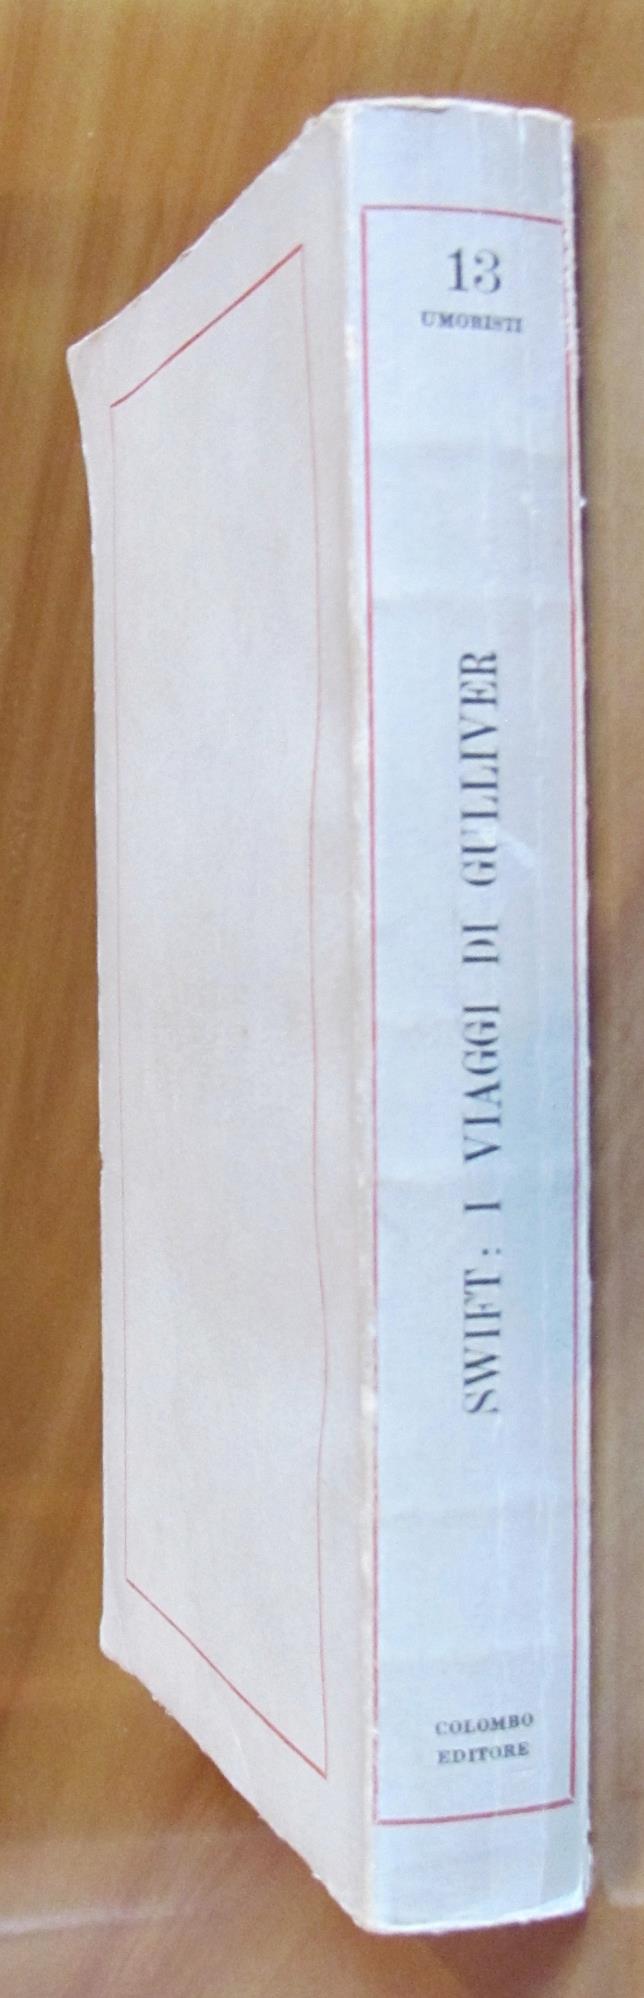 13
UMORISTI
SWIFT: I VIAGGI DI GULLIVER
COLOMBO
EDITORE